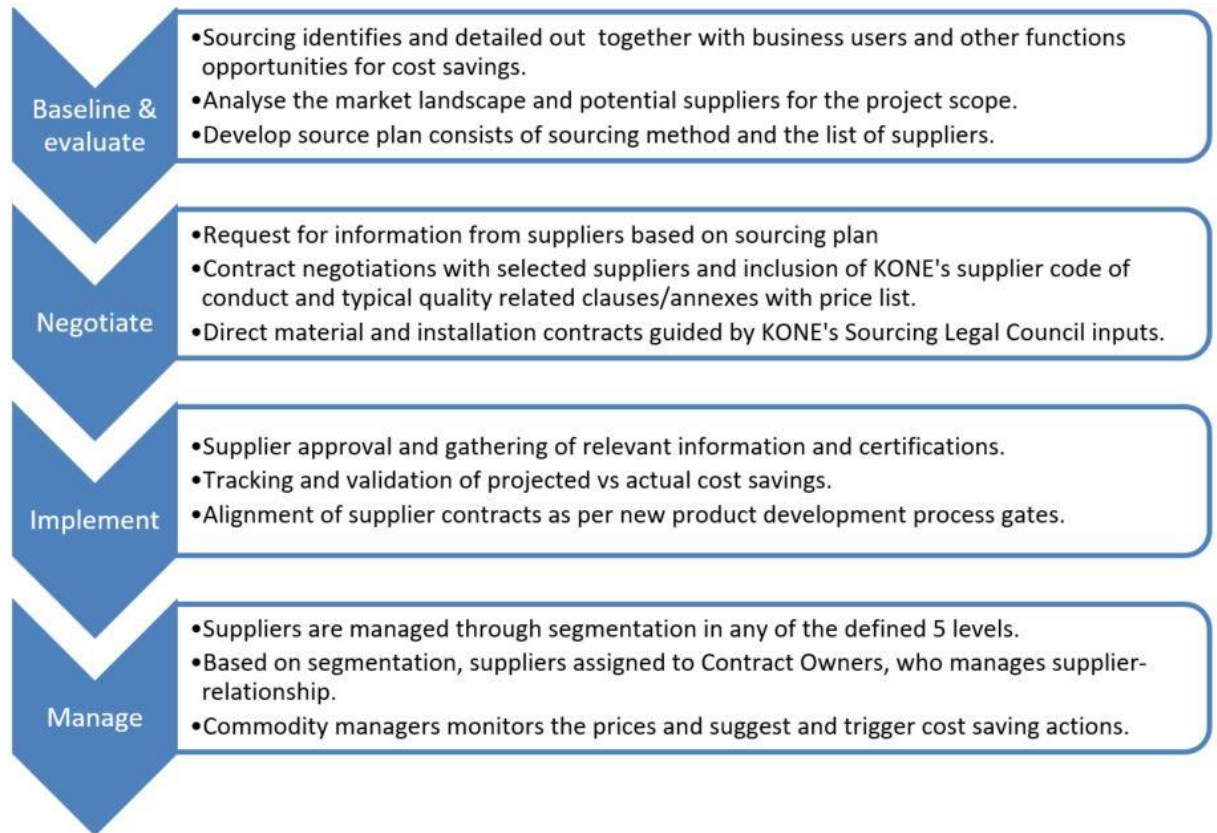 Baseline &
evaluate
•Sourcing identifies and detailed out  together with business users and other functions
opportunities for cost savings.
•Analyse the market landscape and potential suppliers for the project scope.
•Develop source plan consists of sourcing method and the list of suppliers.
Negotiate
•Request for information from suppliers based on sourcing plan
•Contract negotiations with selected suppliers and inclusion of KONE's supplier code of
conduct and typical quality related clauses/annexes with price list.
•Direct material and installation contracts guided by KONE's Sourcing Legal Council inputs.
Implement
•Supplier approval and gathering of relevant information and certifications.
•Tracking and validation of projected vs actual cost savings.
•Alignment of supplier contracts as per new product development process gates.
Manage
•Suppliers are managed through segmentation in any of the defined 5 levels.
•Based on segmentation, suppliers assigned to Contract Owners, who manages supplier-
relationship.
•Commodity managers monitors the prices and suggest and trigger cost saving actions.